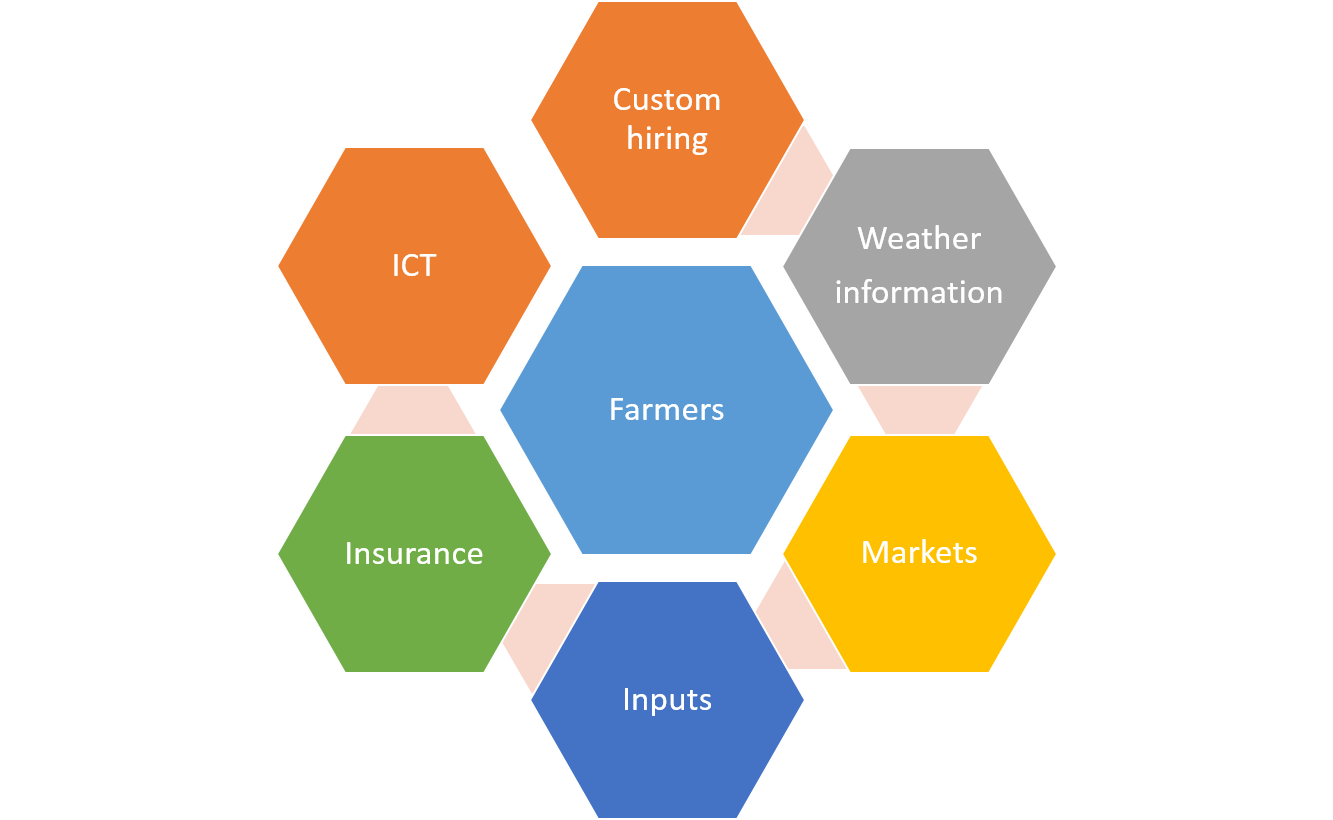 Custom
hiring
Weather
information
ICT
Farmers
Markets
Insurance
Inputs